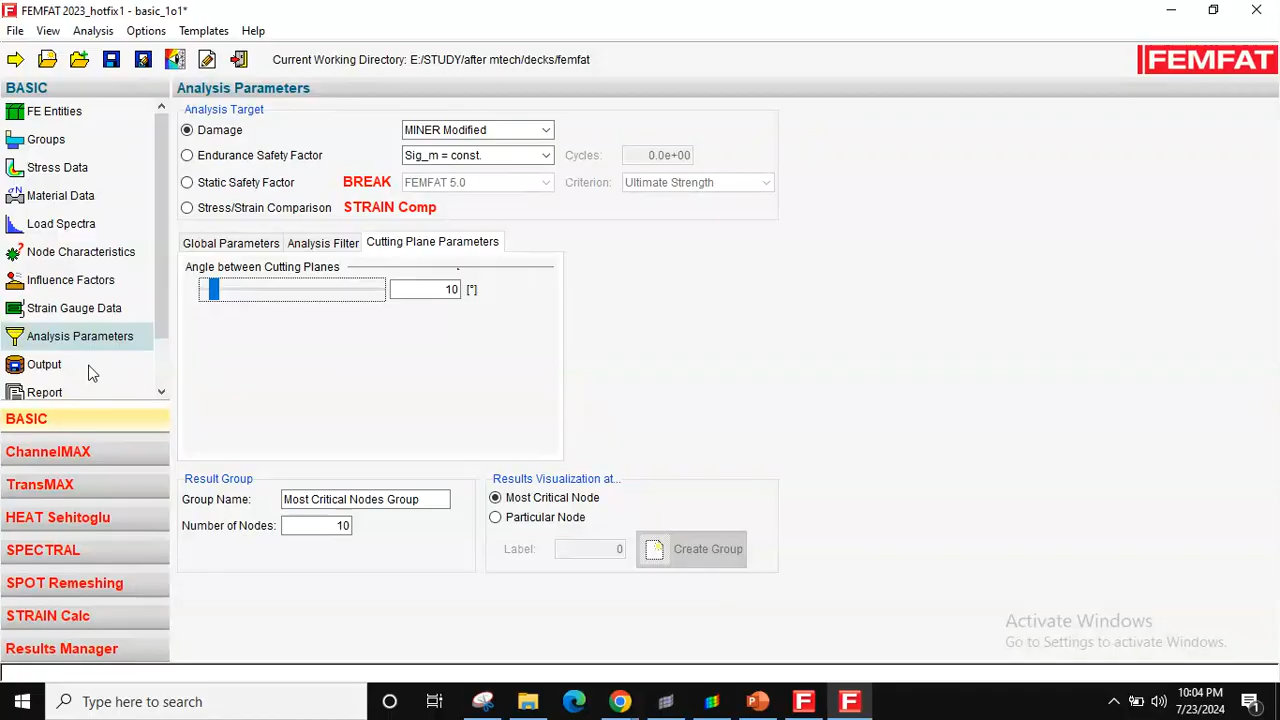 FEMFAT 2023_hotfix1 - basic_1o1*
File View Analysis Options Templates Help
Current Working Directory: E:/STUDY/after mtech/decks/femfat
FEMFAT
BASIC
FE Entities
Groups
Stress Data
Material Data
Load Spectra
Node Characteristics
Influence Factors
Strain Gauge Data
Analysis Parameters
Output
Report
BASIC
ChannelMAX
TransMAX
HEAT Sehitoglu
SPECTRAL
SPOT Remeshing
STRAIN Calc
Results Manager
Analysis Parameters
Analysis Target
Damage MINER Modified
Endurance Safety Factor Sig_m = const. Cycles: 0.0e+00
Static Safety Factor BREAK FEMFAT 5.0 Criterion: Ultimate Strength
Stress/Strain Comparison STRAIN Comp
Global Parameters Analysis Filter Cutting Plane Parameters
Angle between Cutting Planes
10 [°]
Result Group
Group Name: Most Critical Nodes Group
Number of Nodes: 10
Results Visualization at...
Most Critical Node
Particular Node
Label: 0 Create Group
Activate Windows
Go to Settings to activate Windows.
Type here to search
10:04 PM
7/23/2024